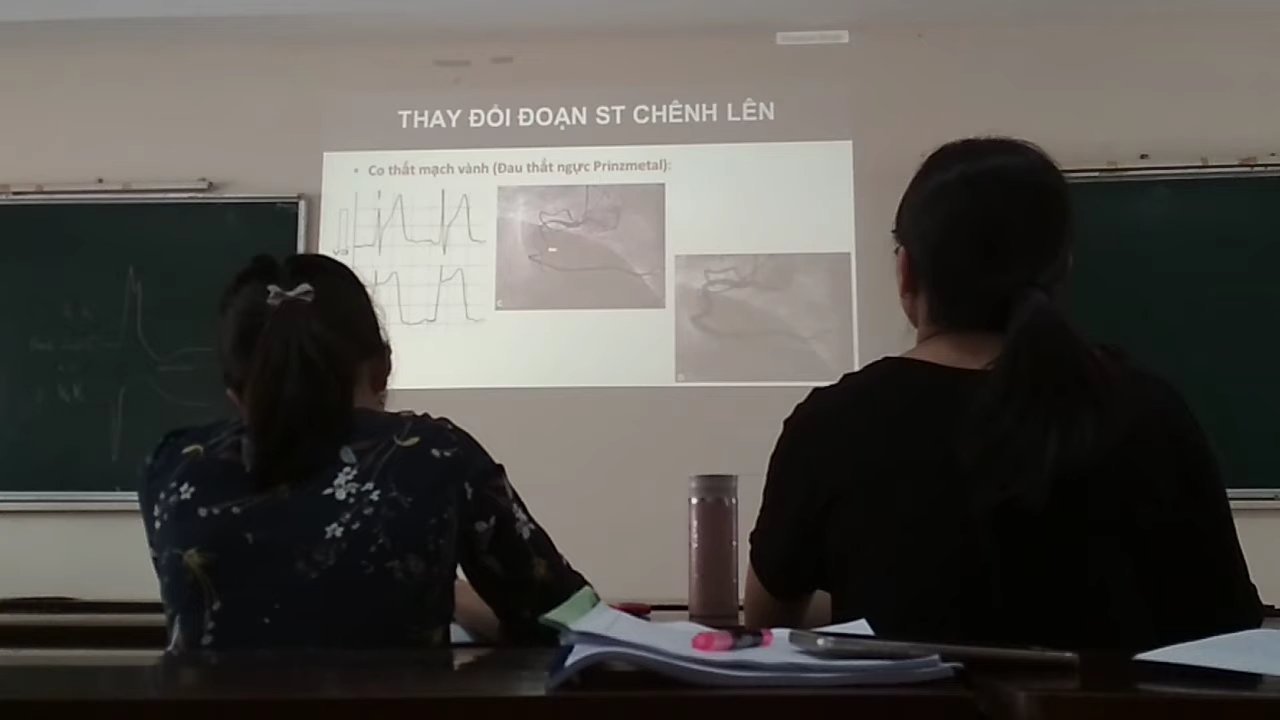 THAY ĐỔI ĐOẠN ST CHÊNH LÊN
• Co thắt mạch vành (Đau thắt ngực Prinzmetal):